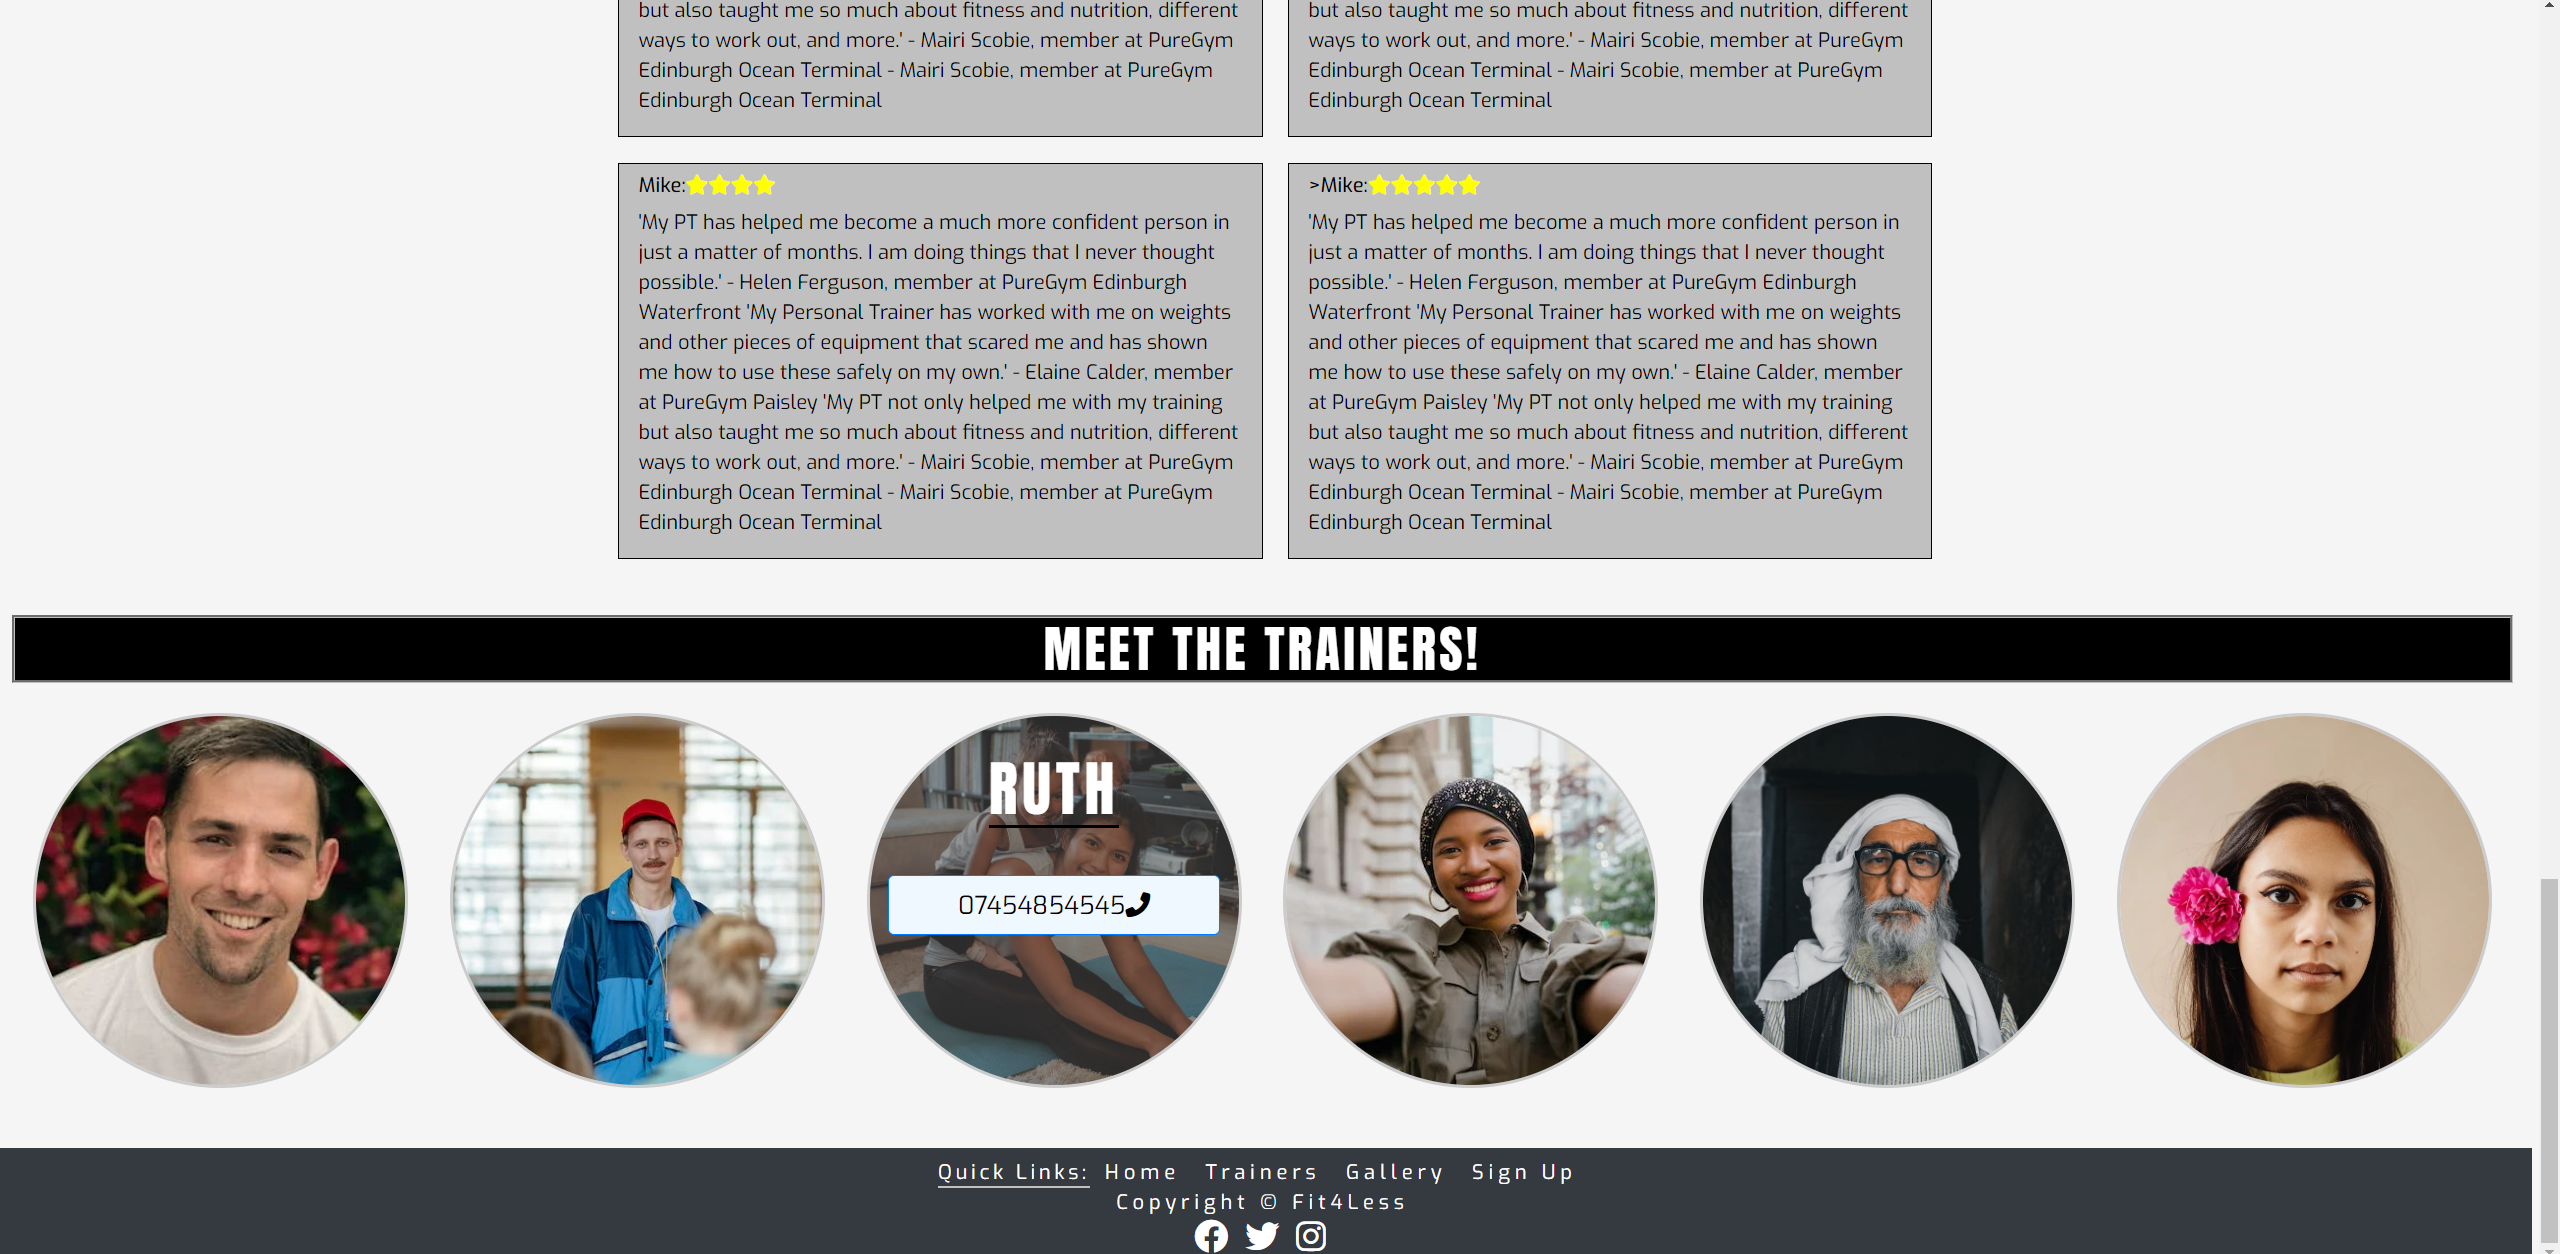 but also taught me so much about fitness and nutrition, different
ways to work out, and more.' - Mairi Scobie, member at PureGym
Edinburgh Ocean Terminal - Mairi Scobie, member at PureGym
Edinburgh Ocean Terminal
but also taught me so much about fitness and nutrition, different
ways to work out, and more.' - Mairi Scobie, member at PureGym
Edinburgh Ocean Terminal - Mairi Scobie, member at PureGym
Edinburgh Ocean Terminal
Mike:
'My PT has helped me become a much more confident person in
just a matter of months. I am doing things that I never thought
possible.' - Helen Ferguson, member at PureGym Edinburgh
Waterfront 'My Personal Trainer has worked with me on weights
and other pieces of equipment that scared me and has shown
me how to use these safely on my own.' - Elaine Calder, member
at PureGym Paisley 'My PT not only helped me with my training
but also taught me so much about fitness and nutrition, different
ways to work out, and more.' - Mairi Scobie, member at PureGym
Edinburgh Ocean Terminal - Mairi Scobie, member at PureGym
Edinburgh Ocean Terminal
>Mike:
'My PT has helped me become a much more confident person in
just a matter of months. I am doing things that I never thought
possible.' - Helen Ferguson, member at PureGym Edinburgh
Waterfront 'My Personal Trainer has worked with me on weights
and other pieces of equipment that scared me and has shown
me how to use these safely on my own.' - Elaine Calder, member
at PureGym Paisley 'My PT not only helped me with my training
but also taught me so much about fitness and nutrition, different
ways to work out, and more.' - Mairi Scobie, member at PureGym
Edinburgh Ocean Terminal - Mairi Scobie, member at PureGym
Edinburgh Ocean Terminal
MEET THE TRAINERS!
RUTH
07454854545
Quick Links: Home Trainers Gallery Sign Up
Copyright © Fit4Less